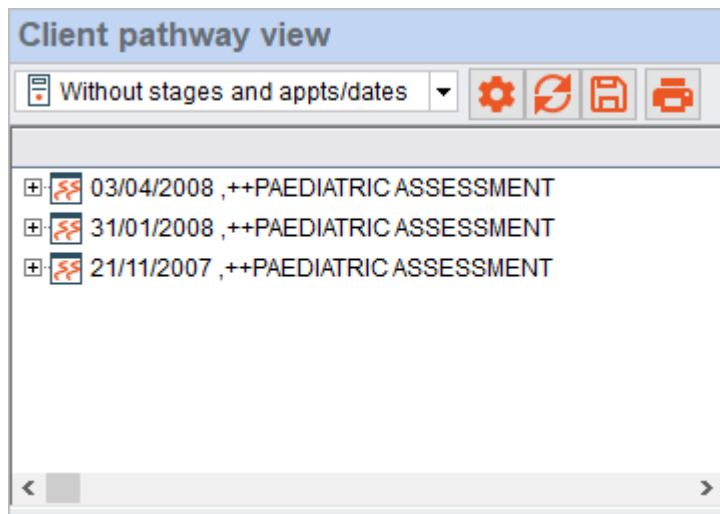 Client pathway view
Without stages and appts/dates
03/04/2008 ,++PAEDIATRIC ASSESSMENT
31/01/2008 ,++PAEDIATRIC ASSESSMENT
21/11/2007 ,++PAEDIATRIC ASSESSMENT